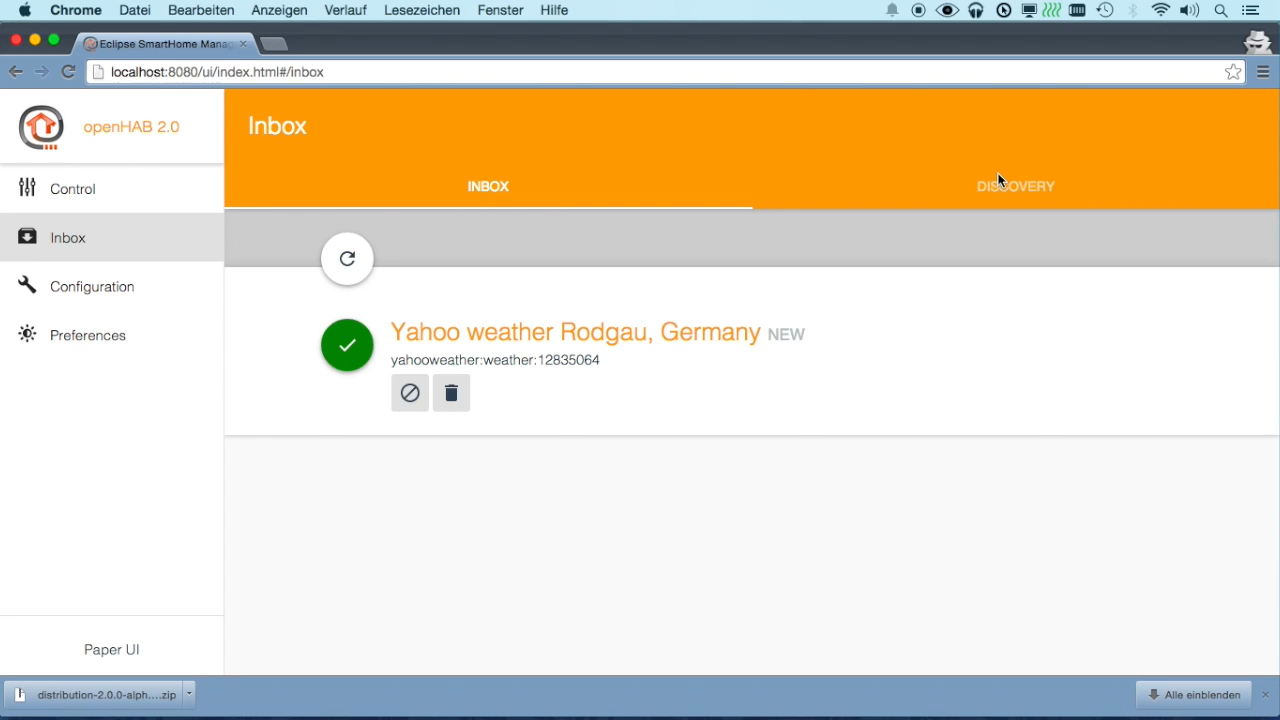 Chrome Datei Bearbeiten Anzeigen Verlauf Lesezeichen Fenster Hilfe
Eclipse SmartHome Mana
localhost:8080/ui/index.html#/inbox
openHAB 2.0
Inbox
INBOX
DISCOVERY
Control
Inbox
Configuration
Preferences
Yahoo weather Rodgau, Germany NEW
yahooweather:weather:12835064
Paper UI
distribution-2.0.0-alph....zip
Alle einblenden